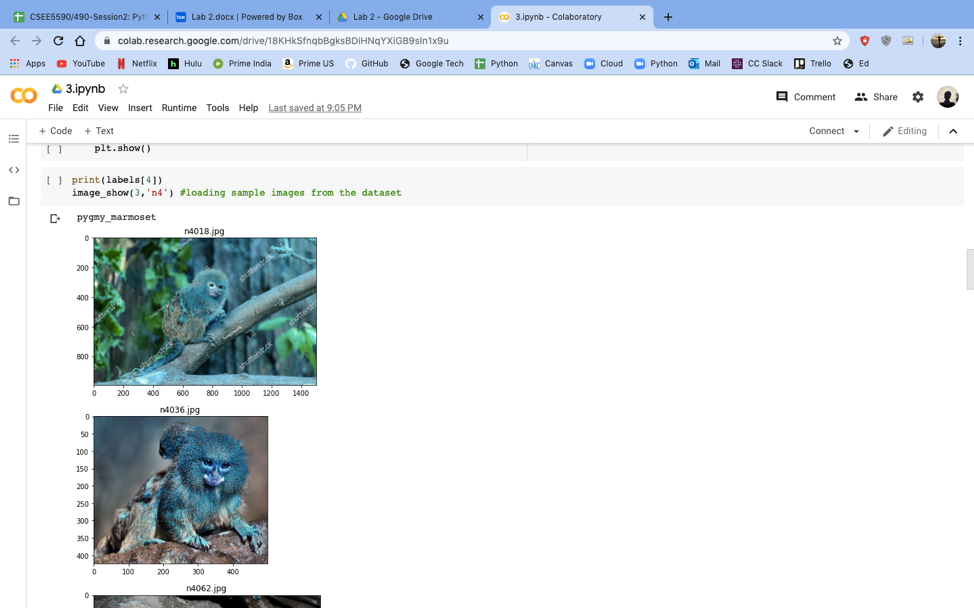 CSEE5590/490-Session2: Pyt
Lab 2.docx | Powered by Box
Lab 2 - Google Drive
3.ipynb - Colaboratory
colab.research.google.com/drive/18KHkSfnqbBgksBDiHNqYXiGB9sIn1x9u
Apps YouTube Netflix Hulu Prime India Prime US GitHub Google Tech Python Canvas Cloud Python Mail CC Slack Trello Ed
3.ipynb
Comment Share
File Edit View Insert Runtime Tools Help Last saved at 9:05 PM
+ Code + Text Connect Editing
[ ] plt.show()
[ ] print(labels[4])
image_show(3,'n4') #loading sample images from the dataset
pygmy_marmoset
n4018.jpg
0
200
400
600
800
0 200 400 600 800 1000 1200 1400
shutterstock
shutterstock
shutterstock
n4036.jpg
0
50
100
150
200
250
300
350
400
0 100 200 300 400
n4062.jpg
0